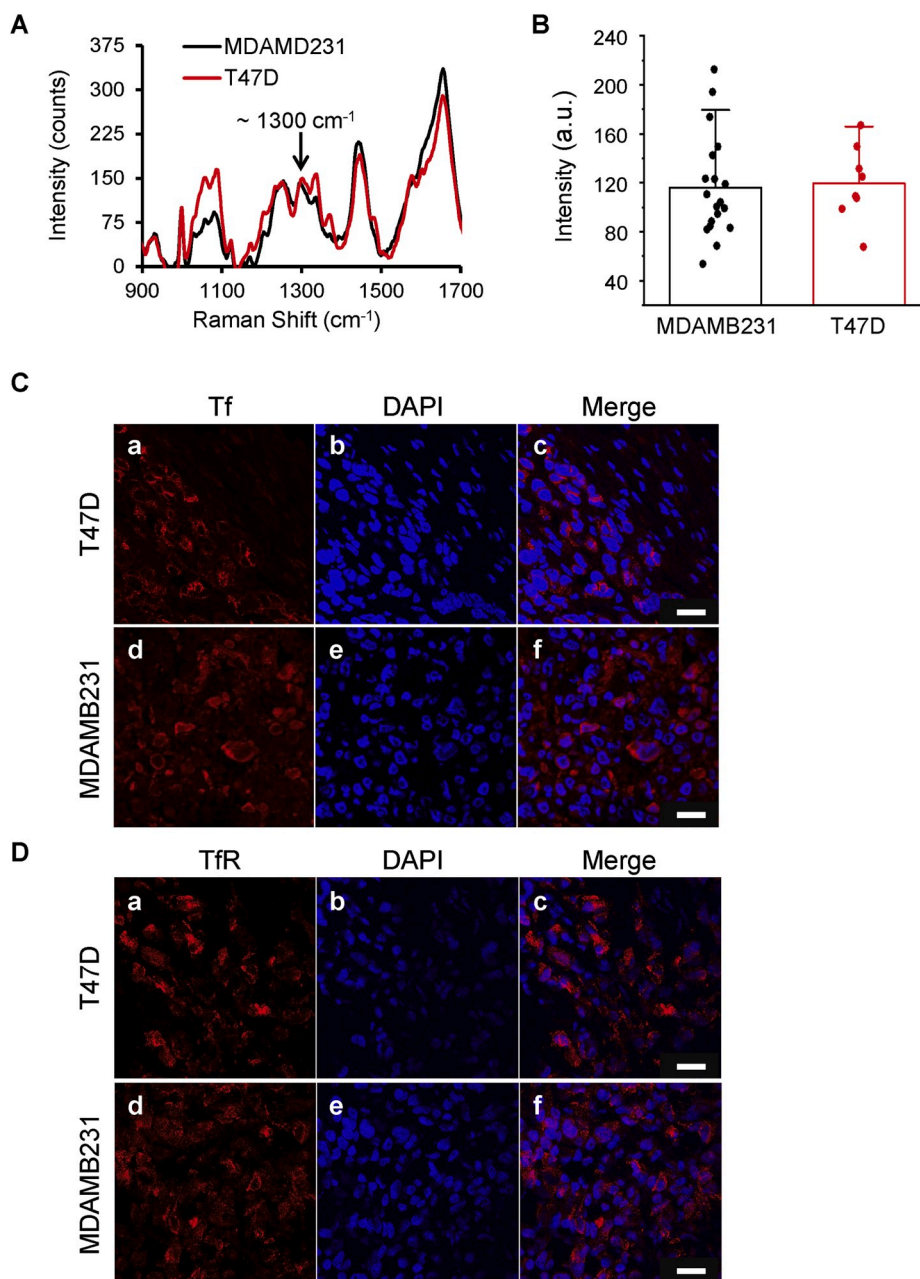 A
375
300
225
150
75
0
Intensity (counts)
MDAMD231
T47D
~ 1300 cm⁻¹
900
1100
1300
1500
1700
Raman Shift (cm⁻¹)
B
240
200
160
120
80
40
Intensity (a.u.)
MDAMB231
T47D
C
Tf
DAPI
Merge
T47D
a
b
c
MDAMB231
d
e
f
D
TfR
DAPI
Merge
T47D
a
b
c
MDAMB231
d
e
f